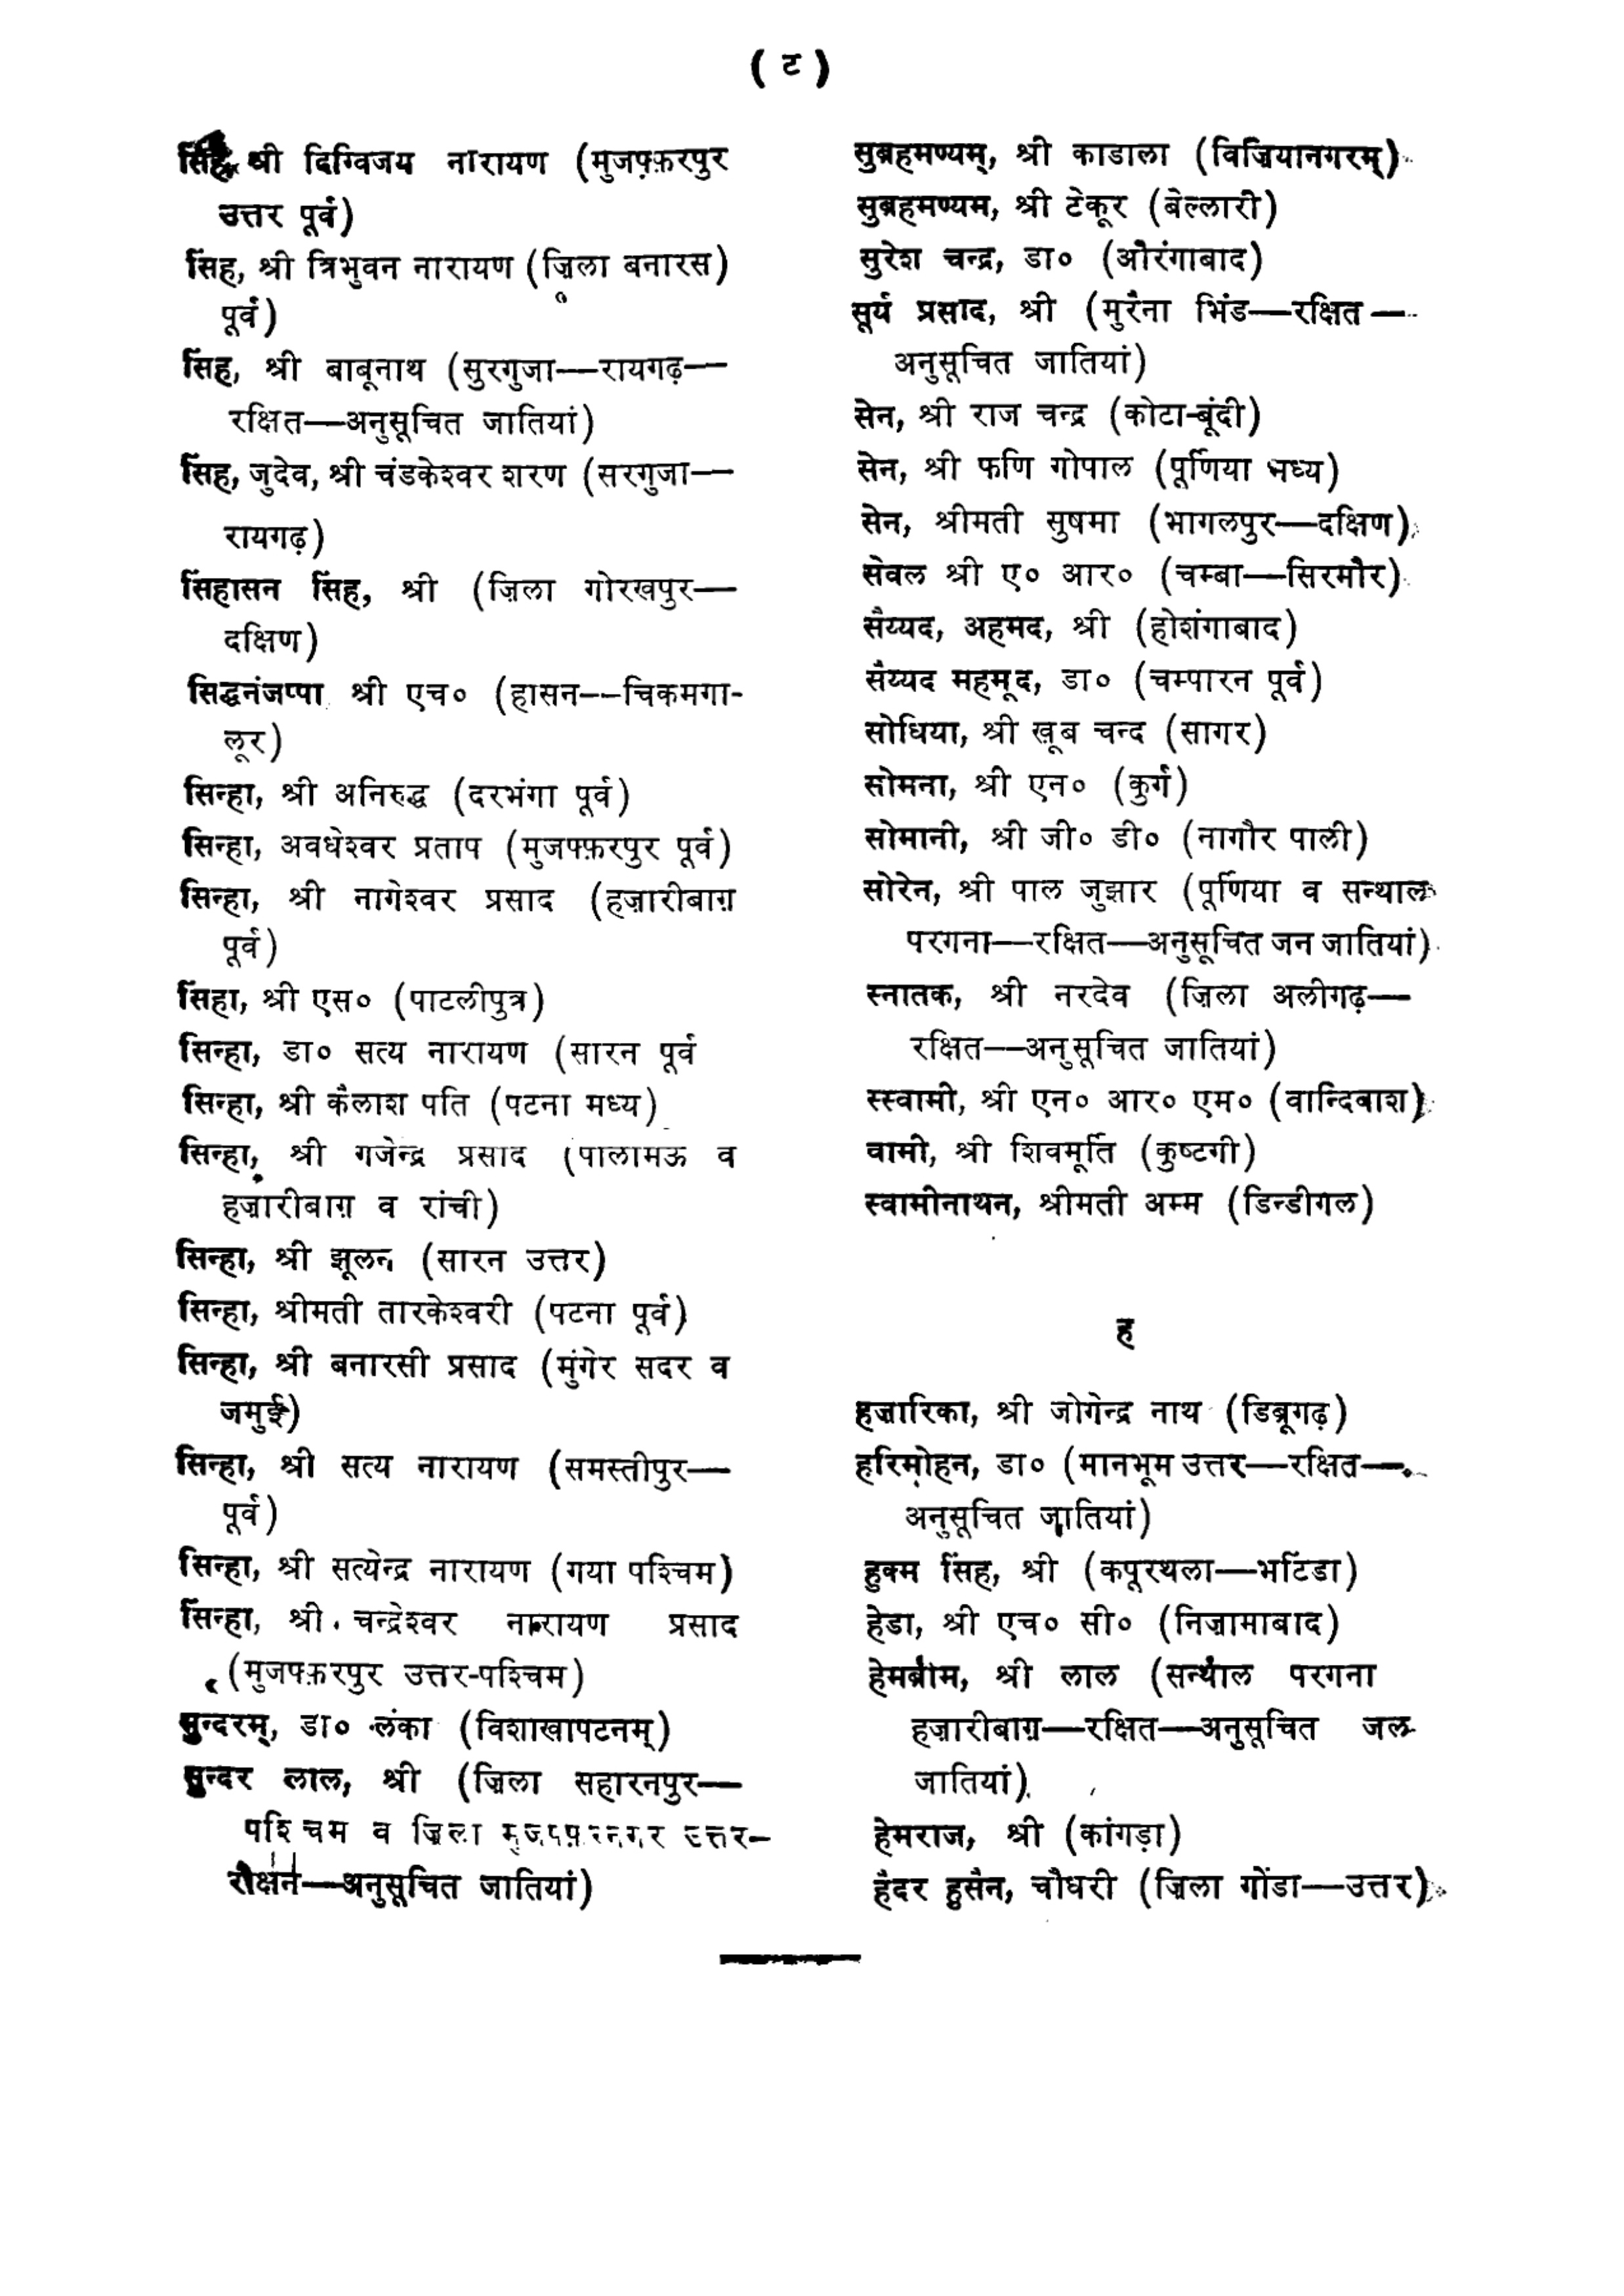 ( ट )
सिंह, श्री दिग्विजय नारायण (मुजफ़्फ़रपुर
उत्तर पूर्व)
सिंह, श्री त्रिभुवन नारायण (ज़िला बनारस)
पूर्व)
सिंह, श्री बाबूनाथ (सुरगुजा—रायगढ़—
रक्षित—अनुसूचित जातियां)
सिंह, जुदेव, श्री चंडकेश्वर शरण (सरगुजा—
रायगढ़)
सिंहासन सिंह, श्री (ज़िला गोरखपुर—
दक्षिण)
सिद्धनंजप्पा श्री एच० (हासन——चिकमगा-
लूर)
सिन्हा, श्री अनिरुद्ध (दरभंगा पूर्व)
सिन्हा, अवधेश्वर प्रताप (मुजफ्फ़रपुर पूर्व)
सिन्हा, श्री नागेश्वर प्रसाद (हज़ारीबाग़
पूर्व)
सिंहा, श्री एस० (पाटलीपुत्र)
सिन्हा, डा० सत्य नारायण (सारन पूर्व
सिन्हा, श्री कैलाश पति (पटना मध्य)
सिन्हा, श्री गजेन्द्र प्रसाद (पालामऊ व
हज़ारीबाग़ व रांची)
सिन्हा, श्री झूलन (सारन उत्तर)
सिन्हा, श्रीमती तारकेश्वरी (पटना पूर्व)
सिन्हा, श्री बनारसी प्रसाद (मुंगेर सदर व
जमुई)
सिन्हा, श्री सत्य नारायण (समस्तीपुर—
पूर्व)
सिन्हा, श्री सत्येन्द्र नारायण (गया पश्चिम)
सिन्हा, श्री चन्द्रेश्वर नारायण प्रसाद
(मुजफ्फ़रपुर उत्तर-पश्चिम)
सुन्दरम्, डा० लंका (विशाखापटनम्)
सुन्दर लाल, श्री (ज़िला सहारनपुर—
पश्चिम व ज़िला मुजफ्फ़रनगर उत्तर—
रक्षित—अनुसूचित जातियां)
सुब्रहमण्यम्, श्री काडाला (विज़ियानगरम्)
सुब्रहमण्यम, श्री टेकूर (बेल्लारी)
सुरेश चन्द्र, डा० (औरंगाबाद)
सूर्य प्रसाद, श्री (मुरैना भिंड—रक्षित—
अनुसूचित जातियां)
सेन, श्री राज चन्द्र (कोटा-बूंदी)
सेन, श्री फणि गोपाल (पूर्णिया मध्य)
सेन, श्रीमती सुषमा (भागलपुर—दक्षिण)
सेवल श्री ए० आर० (चम्बा—सिरमौर)
सैय्यद, अहमद, श्री (होशंगाबाद)
सैय्यद महमूद, डा० (चम्पारन पूर्व)
सोधिया, श्री ख़ूब चन्द (सागर)
सोमना, श्री एन० (कुर्ग)
सोमानी, श्री जी० डी० (नागौर पाली)
सोरेन, श्री पाल जुझार (पूर्णिया व सन्थाल
परगना—रक्षित—अनुसूचित जन जातियां)
स्नातक, श्री नरदेव (ज़िला अलीगढ़—
रक्षित—अनुसूचित जातियां)
स्स्वामी, श्री एन० आर० एम० (वान्दिवाश)
वामी, श्री शिवमूर्ति (कुष्टगी)
स्वामीनाथन, श्रीमती अम्म (डिन्डीगल)
ह
हज़ारिका, श्री जोगेन्द्र नाथ (डिब्रूगढ़)
हरिमोहन, डा० (मानभूम उत्तर—रक्षित—
अनुसूचित जातियां)
हुक्म सिंह, श्री (कपूरथला—भटिंडा)
हेडा, श्री एच० सी० (निज़ामाबाद)
हेमब्रोम, श्री लाल (सन्थाल परगना
हज़ारीबाग़—रक्षित—अनुसूचित जल
जातियां)
हेमराज, श्री (कांगड़ा)
हैदर हुसैन, चौधरी (ज़िला गोंडा—उत्तर)